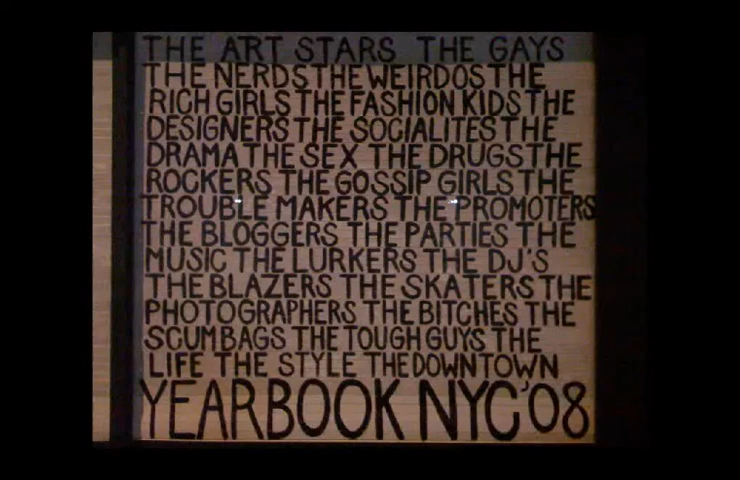 THE ART STARS THE GAYS
THE NERDS THE WEIRDOS THE
RICH GIRLS THE FASHION KIDS THE
DESIGNERS THE SOCIALITES THE
DRAMA THE SEX THE DRUGS THE
ROCKERS THE GOSSIP GIRLS THE
TROUBLE MAKERS THE PROMOTERS
THE BLOGGERS THE PARTIES THE
MUSIC THE LURKERS THE DJ'S
THE BLAZERS THE SKATERS THE
PHOTOGRAPHERS THE BITCHES THE
SCUMBAGS THE TOUGH GUYS THE
LIFE THE STYLE THE DOWNTOWN
YEARBOOK NYC '08